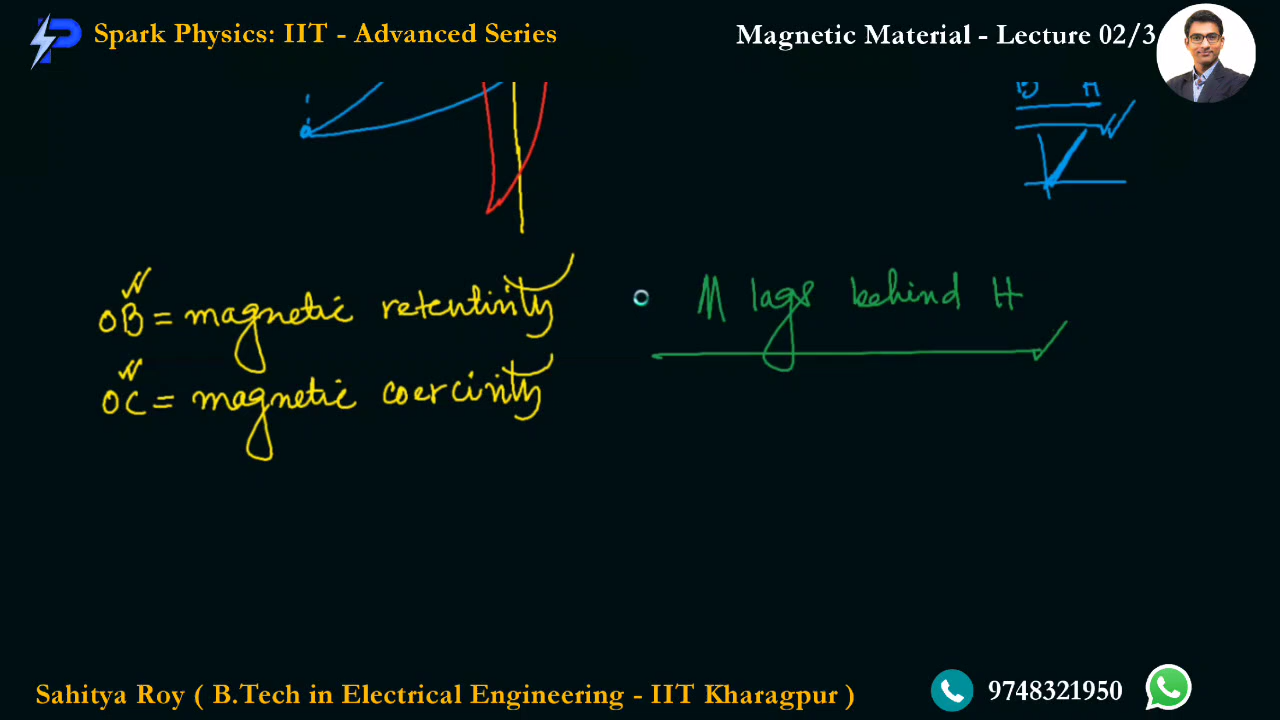 Spark Physics: IIT - Advanced Series
Magnetic Material - Lecture 02/3
B H
OB = magnetic retentivity
M lags behind H
OC = magnetic coercivity
Sahitya Roy ( B.Tech in Electrical Engineering - IIT Kharagpur )
9748321950